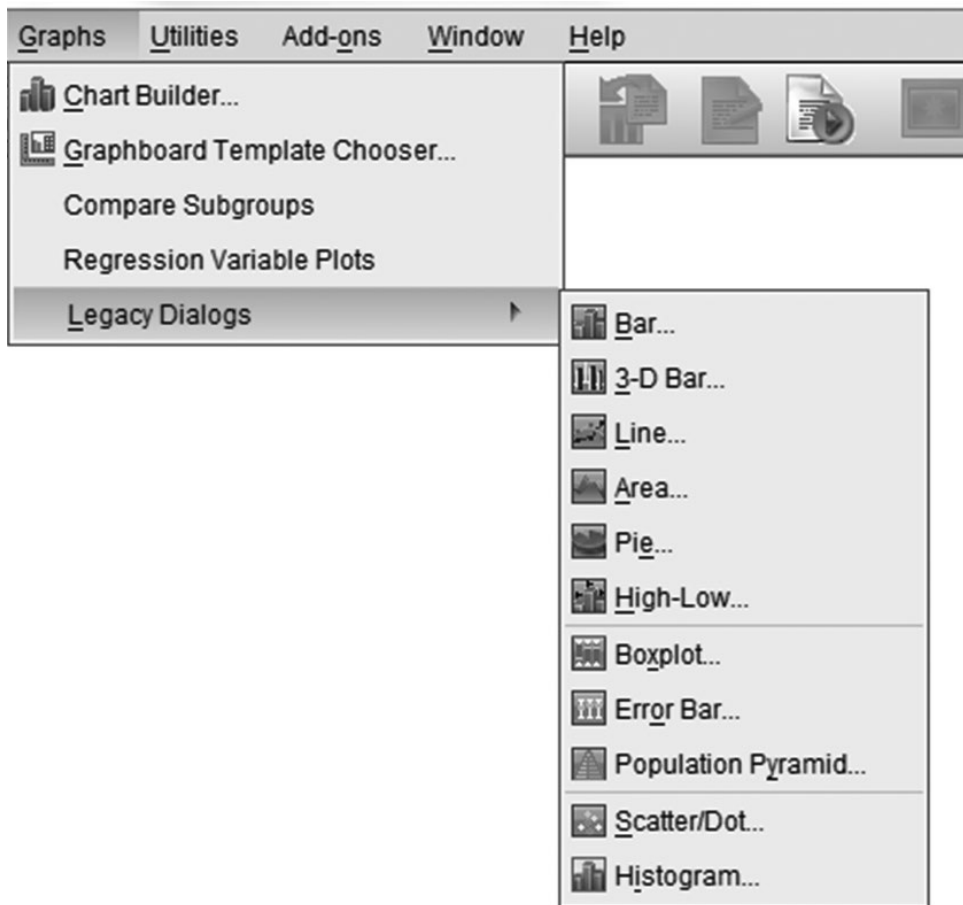 Graphs Utilities Add-ons Window Help
Chart Builder...
Graphboard Template Chooser...
Compare Subgroups
Regression Variable Plots
Legacy Dialogs
Bar...
3-D Bar...
Line...
Area...
Pie...
High-Low...
Boxplot...
Error Bar...
Population Pyramid...
Scatter/Dot...
Histogram...